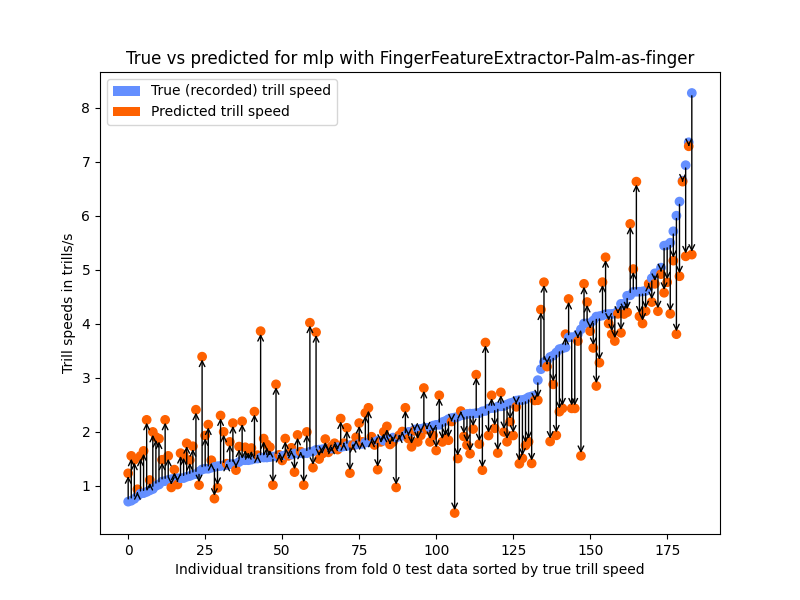 True vs predicted for mlp with FingerFeatureExtractor-Palm-as-finger
True (recorded) trill speed
Predicted trill speed
8
7
6
5
4
3
2
1
Trill speeds in trills/s
0 25 50 75 100 125 150 175
Individual transitions from fold 0 test data sorted by true trill speed